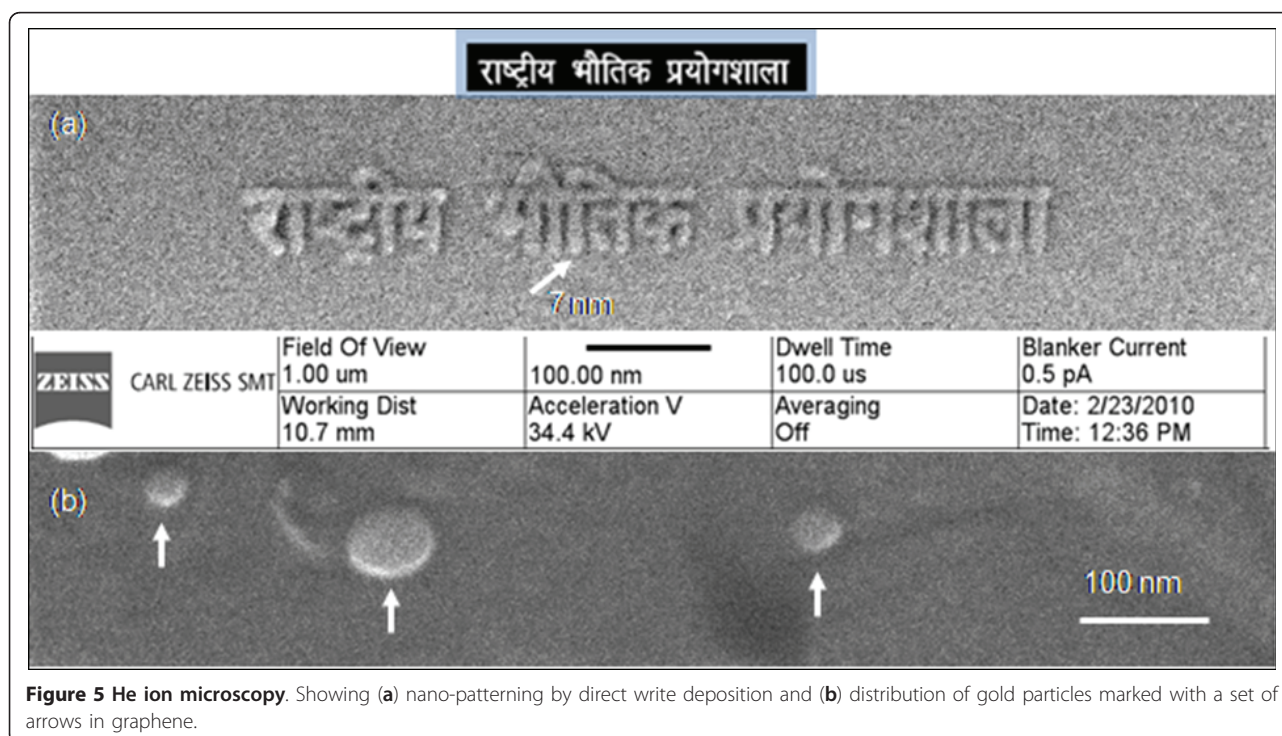 राष्ट्रीय भौतिक प्रयोगशाला
(a)
राष्ट्रीय भौतिक प्रयोगशाला
7 nm
ZEISS CARL ZEISS SMT
Field Of View 1.00 um
100.00 nm
Dwell Time 100.0 us
Blanker Current 0.5 pA
Working Dist 10.7 mm
Acceleration V 34.4 kV
Averaging Off
Date: 2/23/2010
Time: 12:36 PM
(b)
100 nm
Figure 5 He ion microscopy. Showing (a) nano-patterning by direct write deposition and (b) distribution of gold particles marked with a set of
arrows in graphene.